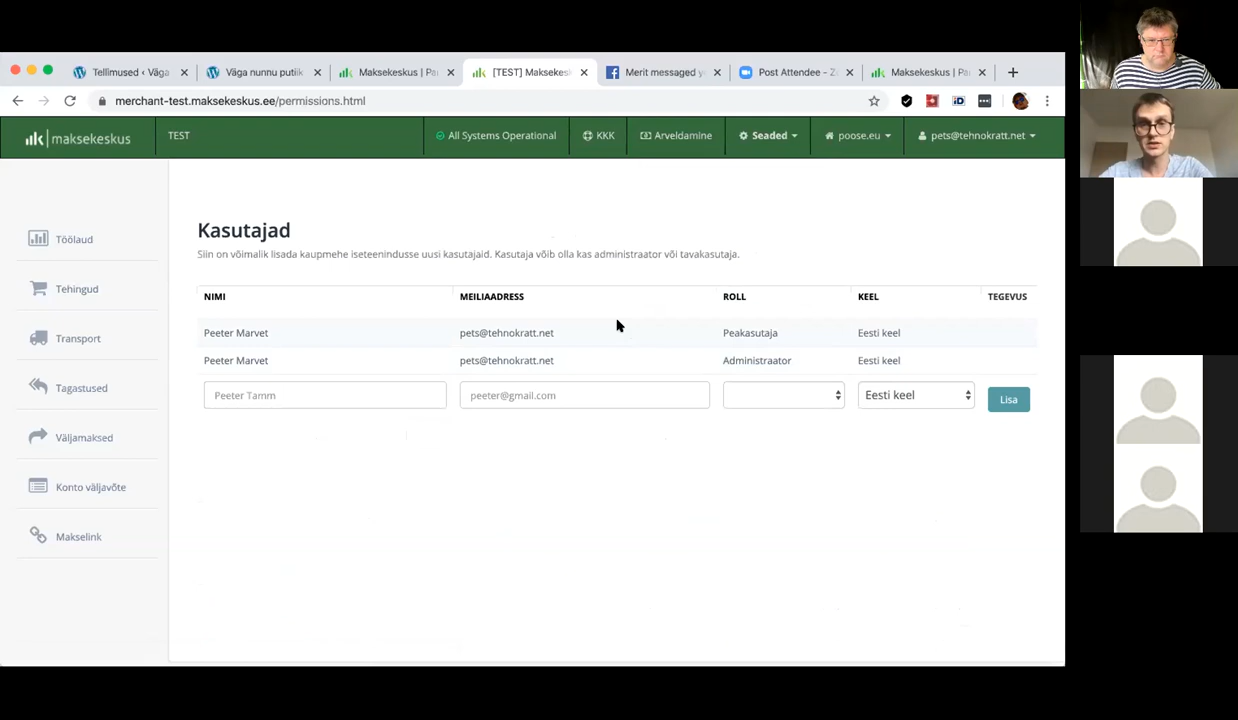 Tellimused ‹ Väga
Väga nunnu putiik
Maksekeskus | Pa
[TEST] Maksekes
Merit messaged y
Post Attendee - Z
Maksekeskus | Pa
merchant-test.maksekeskus.ee/permissions.html
maksekeskus
TEST
All Systems Operational
KKK
Arveldamine
Seaded
poose.eu
pets@tehnokratt.net
Töölaud
Tehingud
Transport
Tagastused
Väljamaksed
Konto väljavõte
Makselink
Kasutajad
Siin on võimalik lisada kaupmehe iseteenindusse uusi kasutajaid. Kasutaja võib olla kas administraator või tavakasutaja.
NIMI MEILIAADRESS ROLL KEEL TEGEVUS
Peeter Marvet pets@tehnokratt.net Peakasutaja Eesti keel
Peeter Marvet pets@tehnokratt.net Administraator Eesti keel
Peeter Tamm peeter@gmail.com Eesti keel Lisa